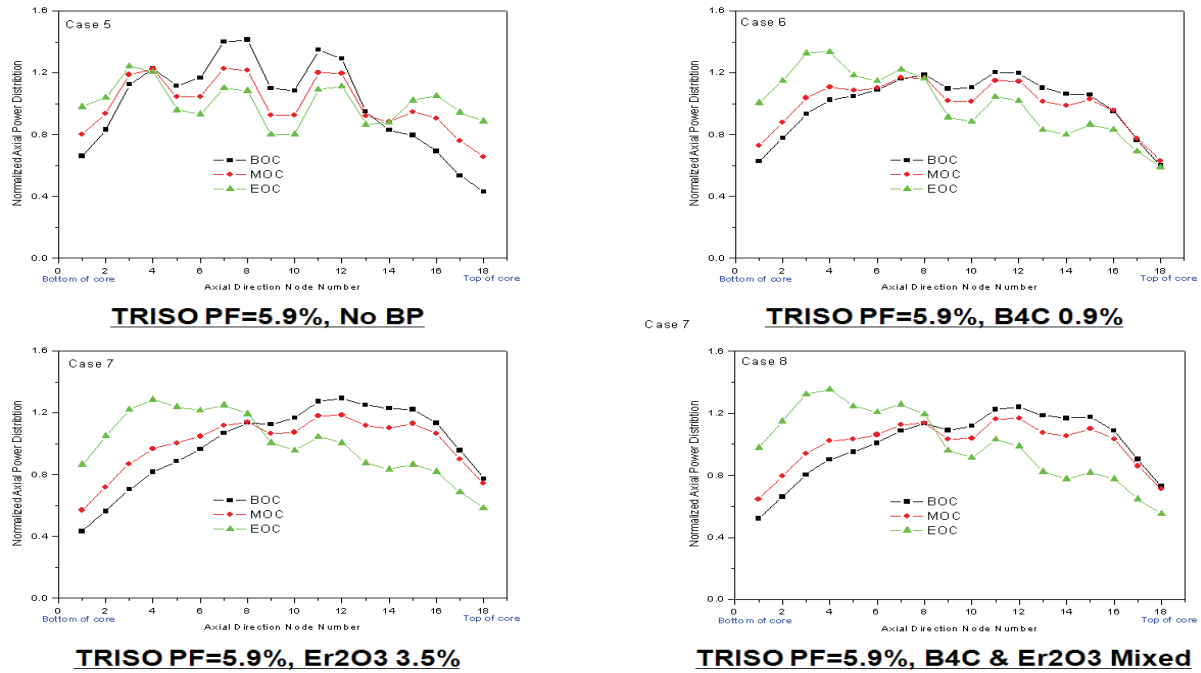 Case 5
1.6
1.2
0.8
0.4
0.0
Normalized Axial Power Distribtion
BOC
MOC
EOC
0 2 4 6 8 10 12 14 16 18
Bottom of core
Top of core
Axial Direction Node Number
TRISO PF=5.9%, No BP
Case 6
1.6
1.2
0.8
0.4
0.0
Normalized Axial Power Distribution
BOC
MOC
EOC
0 2 4 6 8 10 12 14 16 18
Bottom of core
Top of core
Axial Direction Node Number
TRISO PF=5.9%, B4C 0.9%
Case 7
Case 7
1.6
1.2
0.8
0.4
0.0
Normalized Axial Power Distribution
BOC
MOC
EOC
0 2 4 6 8 10 12 14 16 18
Bottom of core
Top of core
Axial Direction Node Number
TRISO PF=5.9%, Er2O3 3.5%
Case 8
1.6
1.2
0.8
0.4
0.0
Normalized Axial Power Distribution
BOC
MOC
EOC
0 2 4 6 8 10 12 14 16 18
Bottom of core
Top of core
Axial Direction Node Number
TRISO PF=5.9%, B4C & Er2O3 Mixed